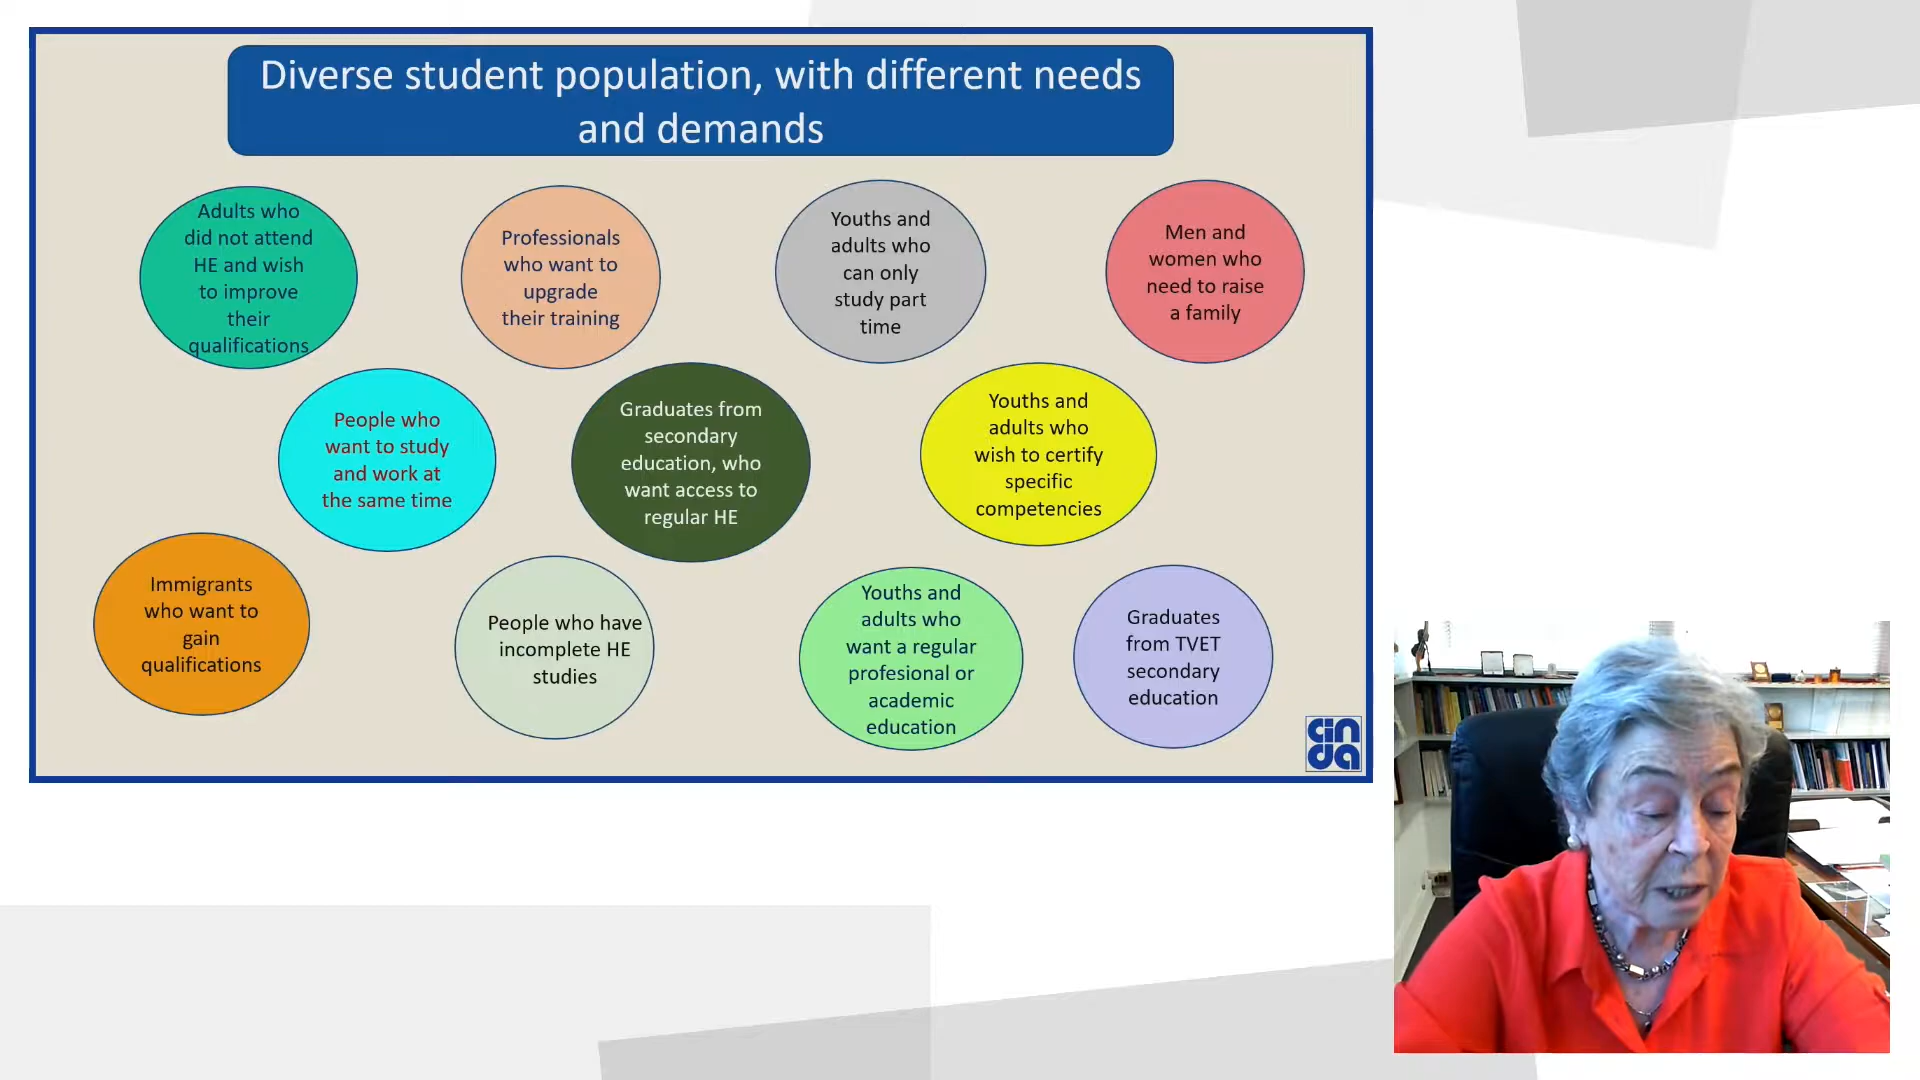 Diverse student population, with different needs
and demands
Adults who
did not attend
HE and wish
to improve
their
qualifications
Professionals
who want to
upgrade
their training
Youths and
adults who
can only
study part
time
Men and
women who
need to raise
a family
People who
want to study
and work at
the same time
Graduates from
secondary
education, who
want access to
regular HE
Youths and
adults who
wish to certify
specific
competencies
Immigrants
who want to
gain
qualifications
People who have
incomplete HE
studies
Youths and
adults who
want a regular
profesional or
academic
education
Graduates
from TVET
secondary
education
cin
da